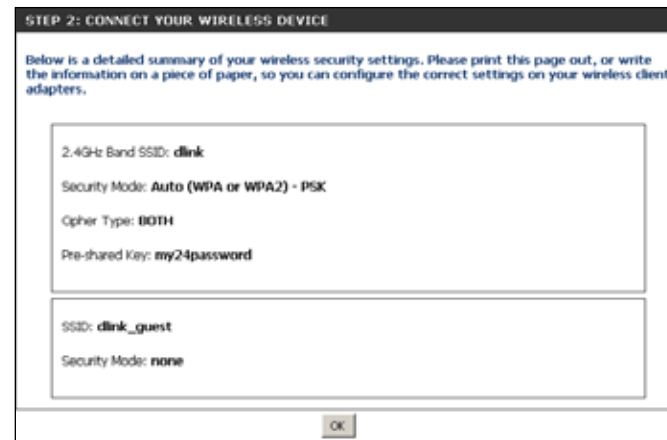 STEP 2: CONNECT YOUR WIRELESS DEVICE
Below is a detailed summary of your wireless security settings. Please print this page out, or write
the information on a piece of paper, so you can configure the correct settings on your wireless client
adapters.
2.4GHz Band SSID: dlink
Security Mode: Auto (WPA or WPA2) - PSK
Cipher Type: BOTH
Pre-shared Key: my24password
SSID: dlink_guest
Security Mode: none
OK